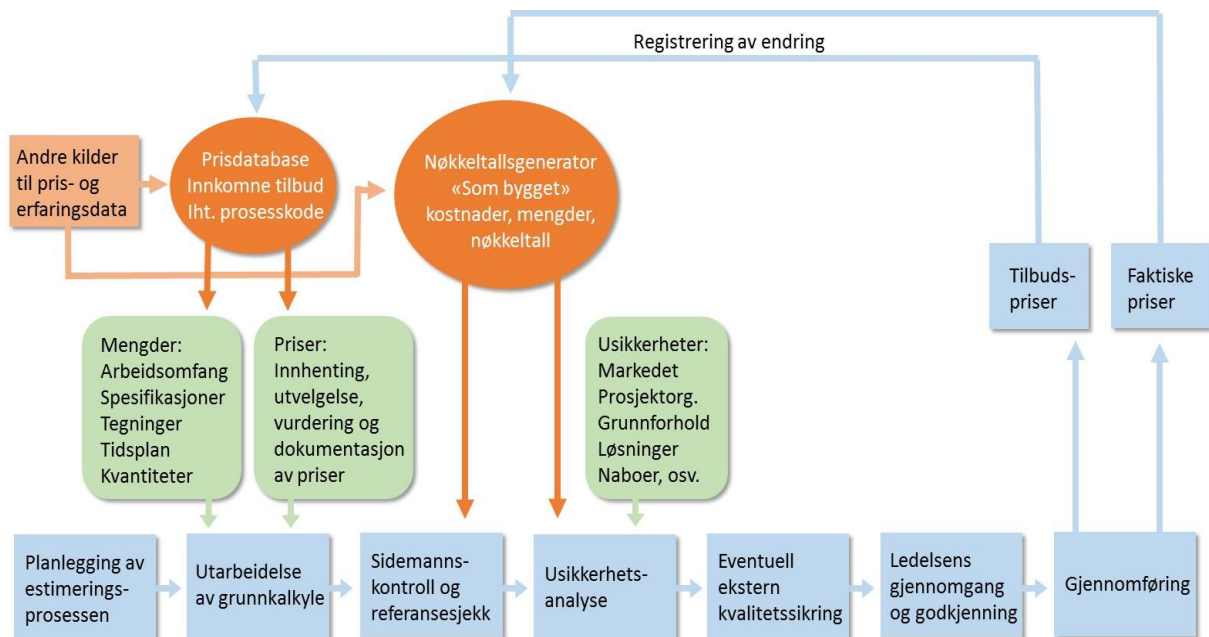 Registrering av endring
Andre kilder
til pris- og
erfaringsdata
Prisdatabase
Innkomne tilbud
Iht. prosesskode
Nøkkeltallsgenerator
«Som bygget»
kostnader, mengder,
nøkkeltall
Tilbuds-
priser
Faktiske
priser
Mengder:
Arbeidsomfang
Spesifikasjoner
Tegninger
Tidsplan
Kvantiteter
Priser:
Innhenting,
utvelgelse,
vurdering og
dokumentasjon
av priser
Usikkerheter:
Markedet
Prosjektorg.
Grunnforhold
Løsninger
Naboer, osv.
Planlegging av
estimerings-
prosessen
Utarbeidelse
av grunnkalkyle
Sidemanns-
kontroll og
referansesjekk
Usikkerhets-
analyse
Eventuell
ekstern
kvalitetssikring
Ledelsens
gjennomgang
og godkjenning
Gjennomføring